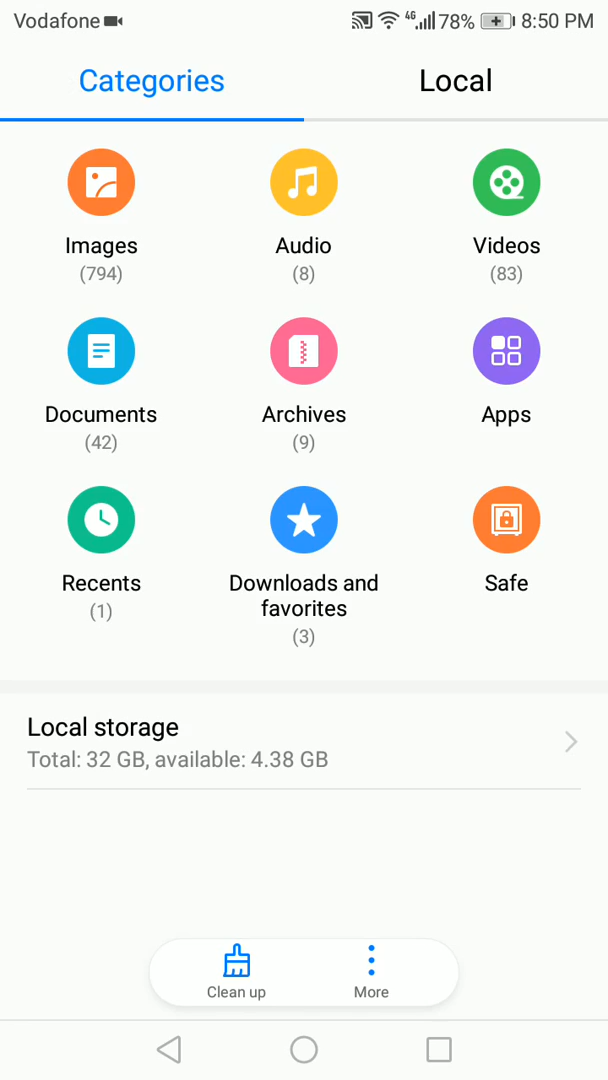 Vodafone 4G 78% 8:50 PM
Categories Local
Images Audio Videos
(794) (8) (83)
Documents Archives Apps
(42) (9)
Recents Downloads and favorites Safe
(1) (3)
Local storage
Total: 32 GB, available: 4.38 GB
Clean up More